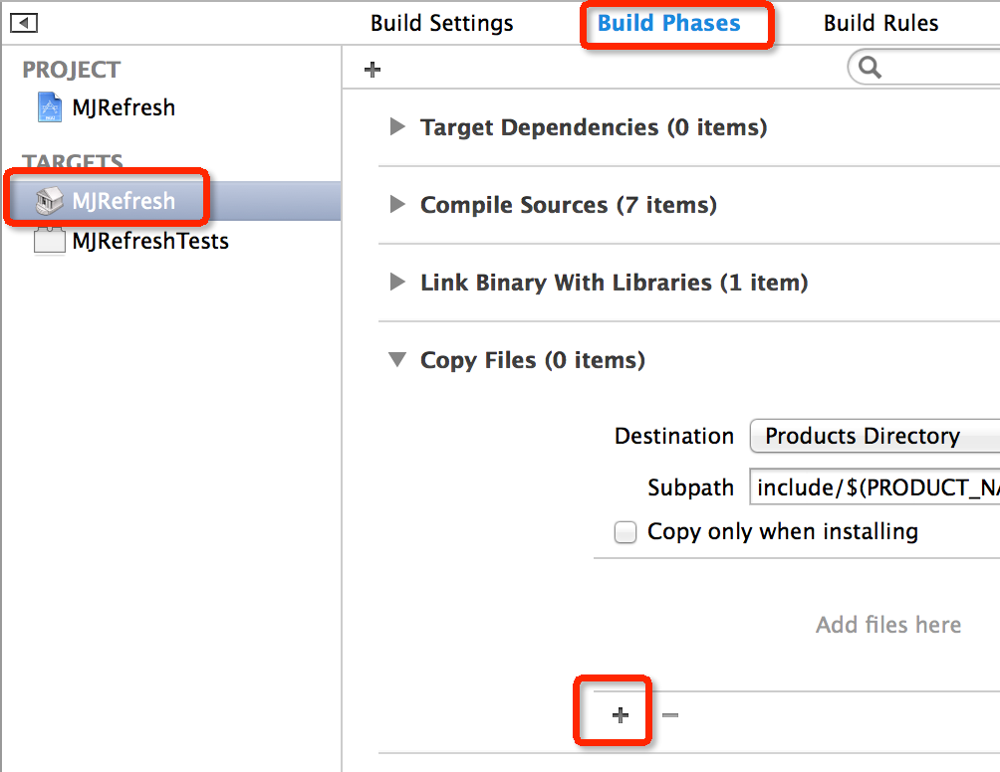 Build Settings Build Phases Build Rules
PROJECT
MJRefresh
TARGETS
MJRefresh
MJRefreshTests
Target Dependencies (0 items)
Compile Sources (7 items)
Link Binary With Libraries (1 item)
Copy Files (0 items)
Destination Products Directory
Subpath include/$(PRODUCT_NA
Copy only when installing
Add files here